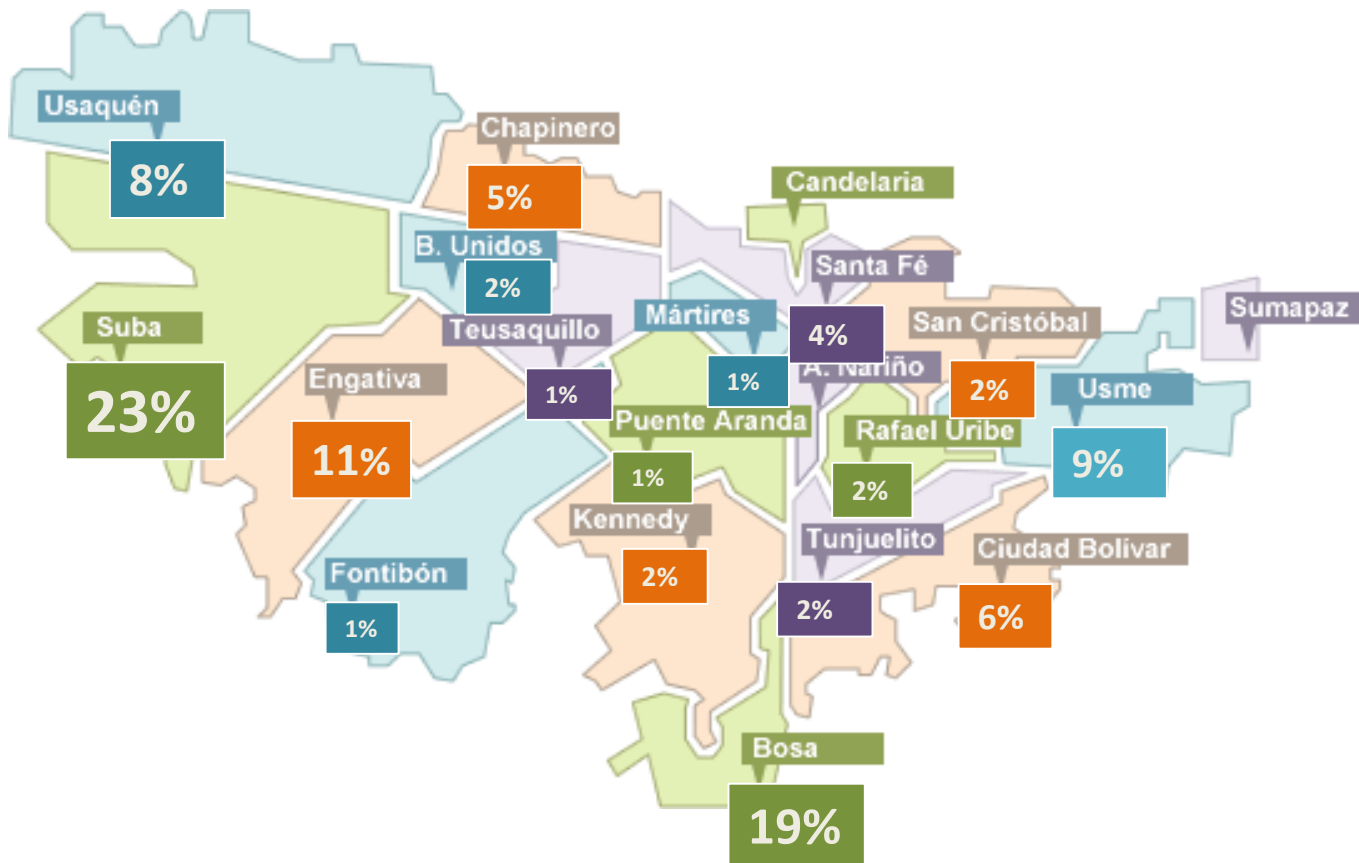 Usaquén
8%
Chapinero
5%
Candelaria
B. Unidos
2%
Santa Fé
4%
Sumapaz
Suba
23%
Teusaquillo
1%
Mártires
1%
San Cristóbal
2%
Engativa
11%
A. Nariño
Usme
9%
Puente Aranda
1%
Rafael Uribe
2%
Kennedy
2%
Tunjuelito
2%
Ciudad Bolívar
6%
Fontibón
1%
Bosa
19%